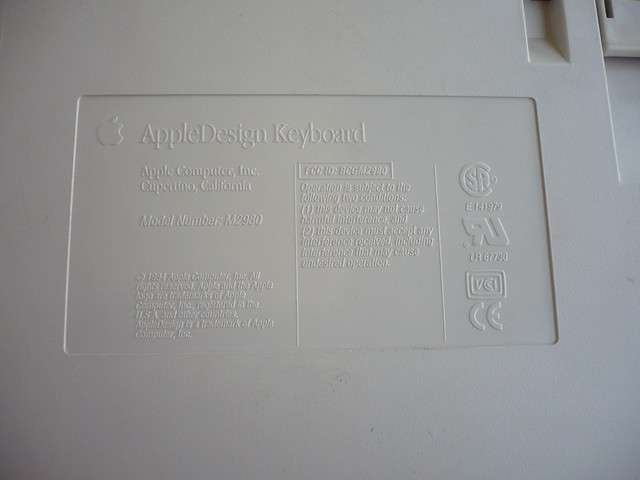 AppleDesign Keyboard
Apple Computer, Inc.
Cupertino, California
Model Number: M2980
© 1994 Apple Computer, Inc. All
rights reserved. Apple and the Apple
logo are trademarks of Apple
Computer, Inc., registered in the
U.S.A. and other countries.
AppleDesign is a trademark of Apple
Computer, Inc.
FCC ID: BCGM2980
Operation is subject to the
following two conditions:
(1) this device may not cause
harmful interference, and
(2) this device must accept any
interference received, including
interference that may cause
undesired operation.
E141979
LR 67750
VCI
CE